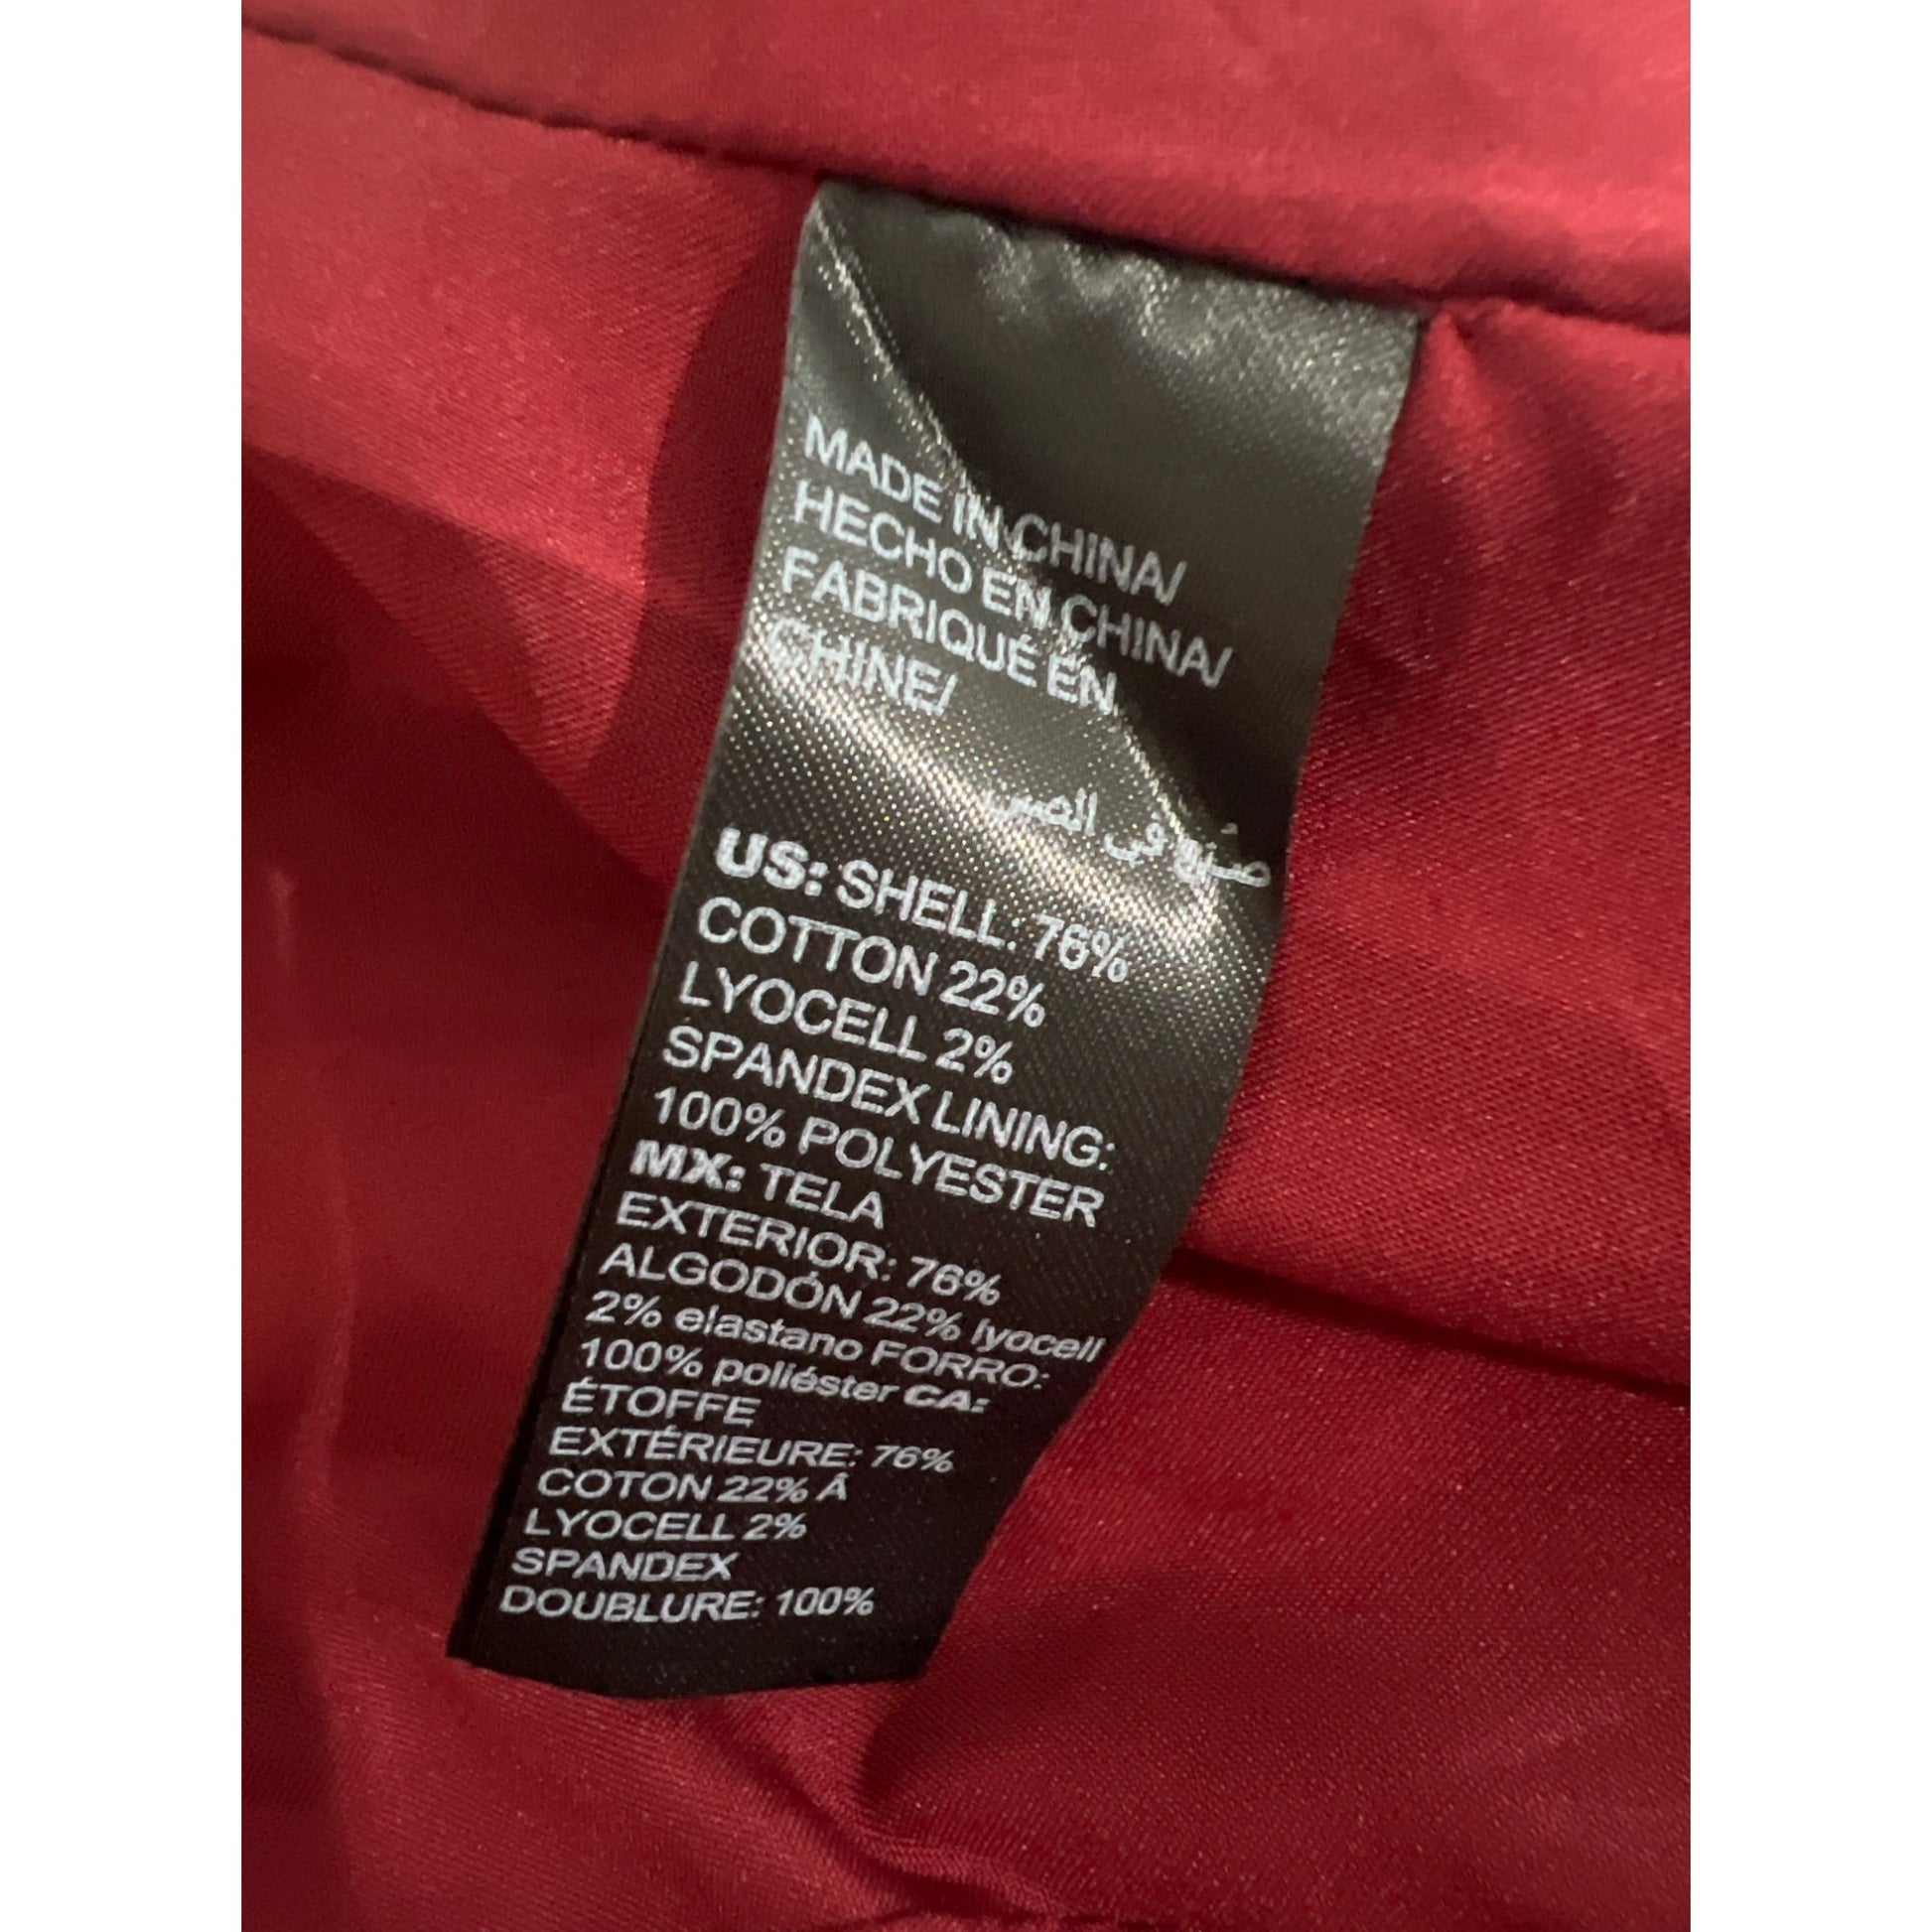 MADE IN CHINA/
HECHO EN CHINA/
FABRIQUÉ EN
CHINE/
صُنِع في الصين
US: SHELL: 76%
COTTON 22%
LYOCELL 2%
SPANDEX LINING:
100% POLYESTER
MX: TELA
EXTERIOR: 76%
ALGODÓN 22% lyocell
2% elastano FORRO:
100% poliéster CA:
ÉTOFFE
EXTÉRIEURE: 76%
COTON 22% Â
LYOCELL 2%
SPANDEX
DOUBLURE: 100%